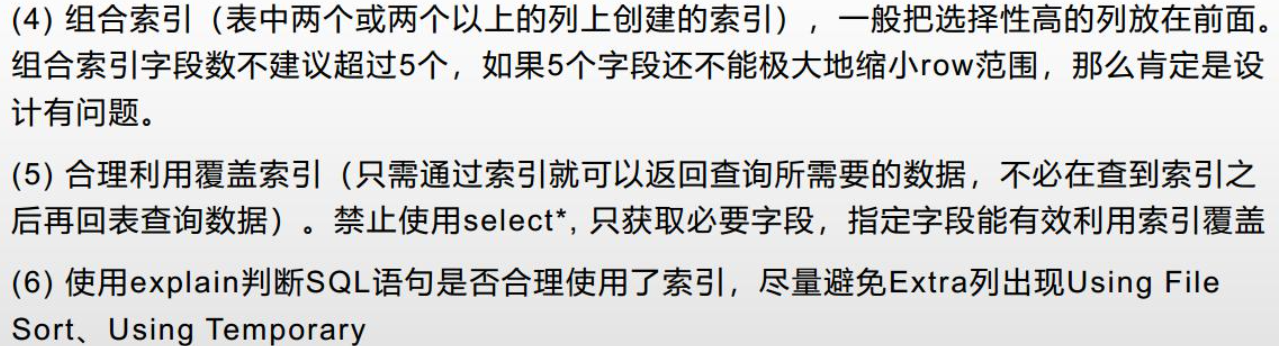 (4) 组合索引（表中两个或两个以上的列上创建的索引），一般把选择性高的列放在前面。
组合索引字段数不建议超过5个，如果5个字段还不能极大地缩小row范围，那么肯定是设
计有问题。
(5) 合理利用覆盖索引（只需通过索引就可以返回查询所需要的数据，不必在查到索引之
后再回表查询数据）。禁止使用select*, 只获取必要字段，指定字段能有效利用索引覆盖
(6) 使用explain判断SQL语句是否合理使用了索引，尽量避免Extra列出现Using File
Sort、Using Temporary